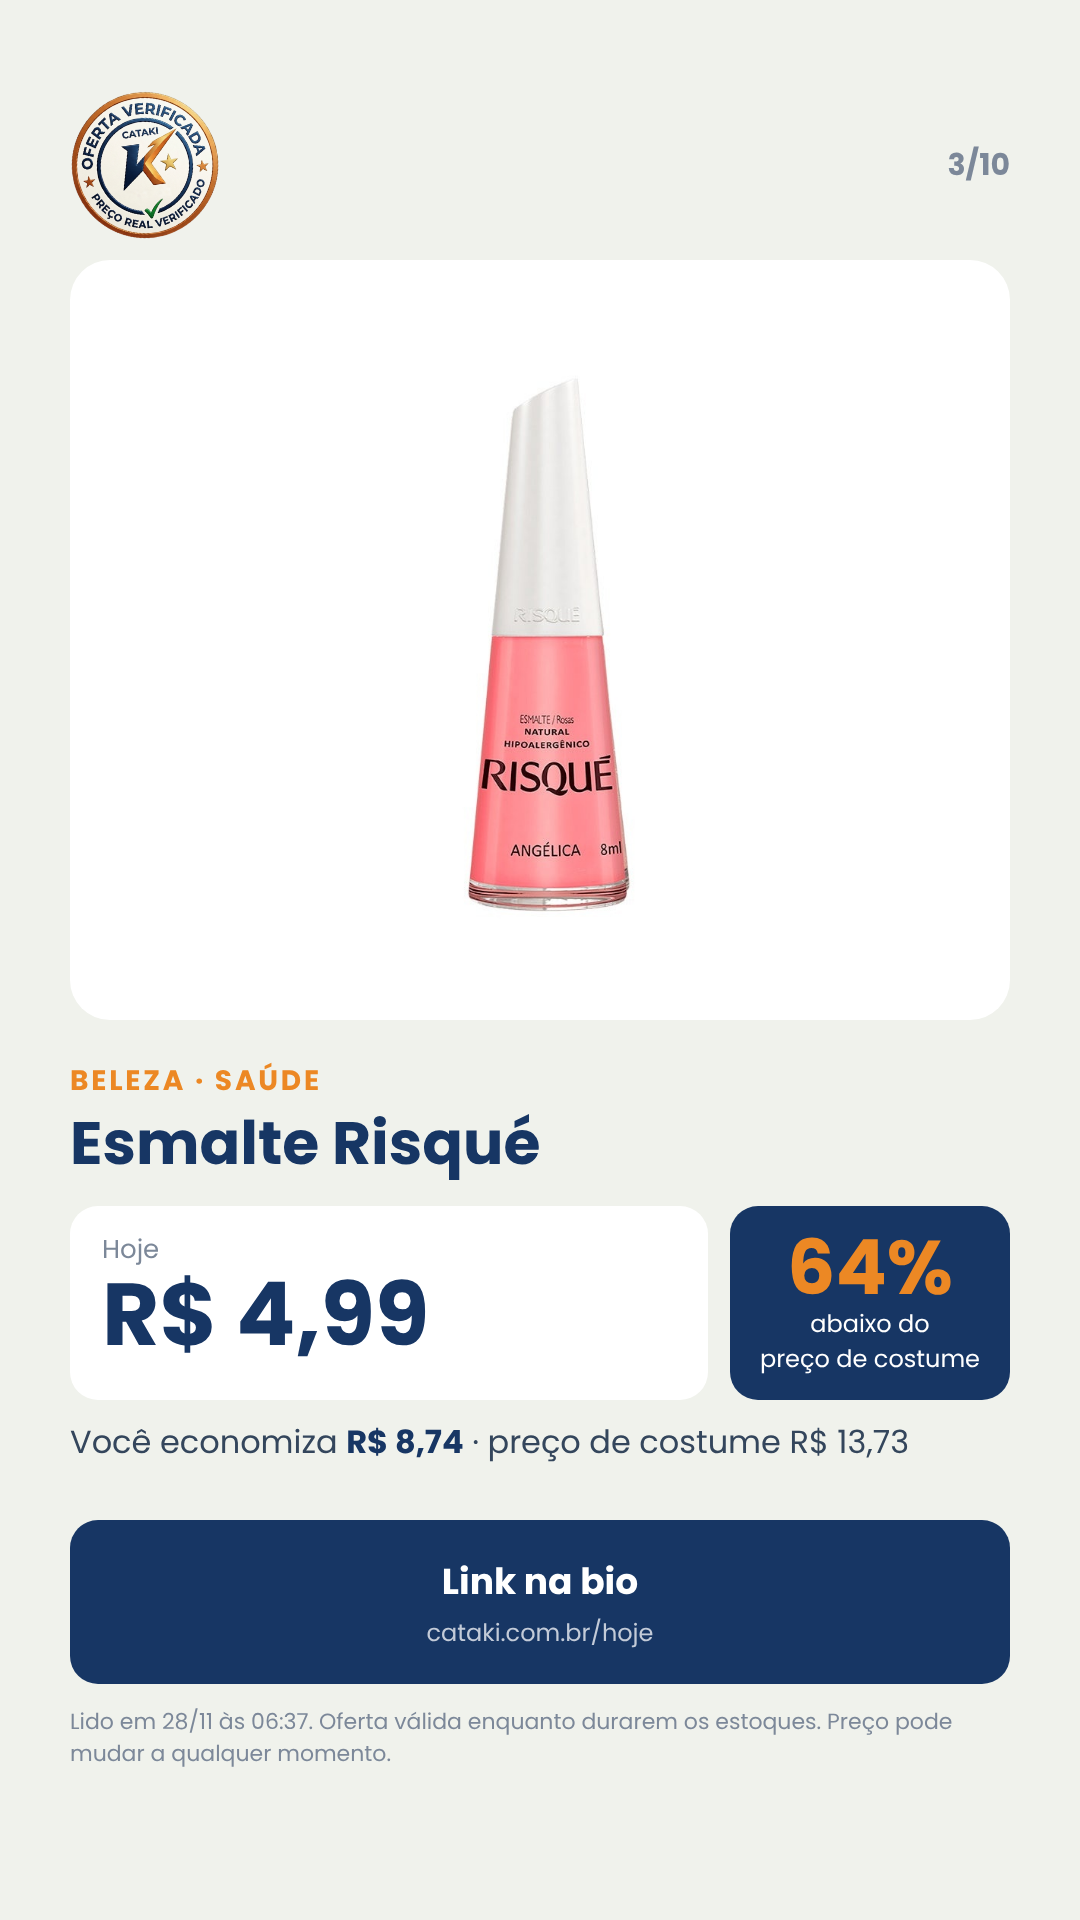 OFERTA VERIFICADA
CATAKI
PREÇO REAL VERIFICADO
3/10
RISQUÉ
ESMALTE / Rosas
NATURAL
HIPOALERGÊNICO
RISQUÉ
ANGÉLICA 8ml
BELEZA · SAÚDE
Esmalte Risqué
Hoje
R$ 4,99
64%
abaixo do
preço de costume
Você economiza R$ 8,74 · preço de costume R$ 13,73
Link na bio
cataki.com.br/hoje
Lido em 28/11 às 06:37. Oferta válida enquanto durarem os estoques. Preço pode
mudar a qualquer momento.